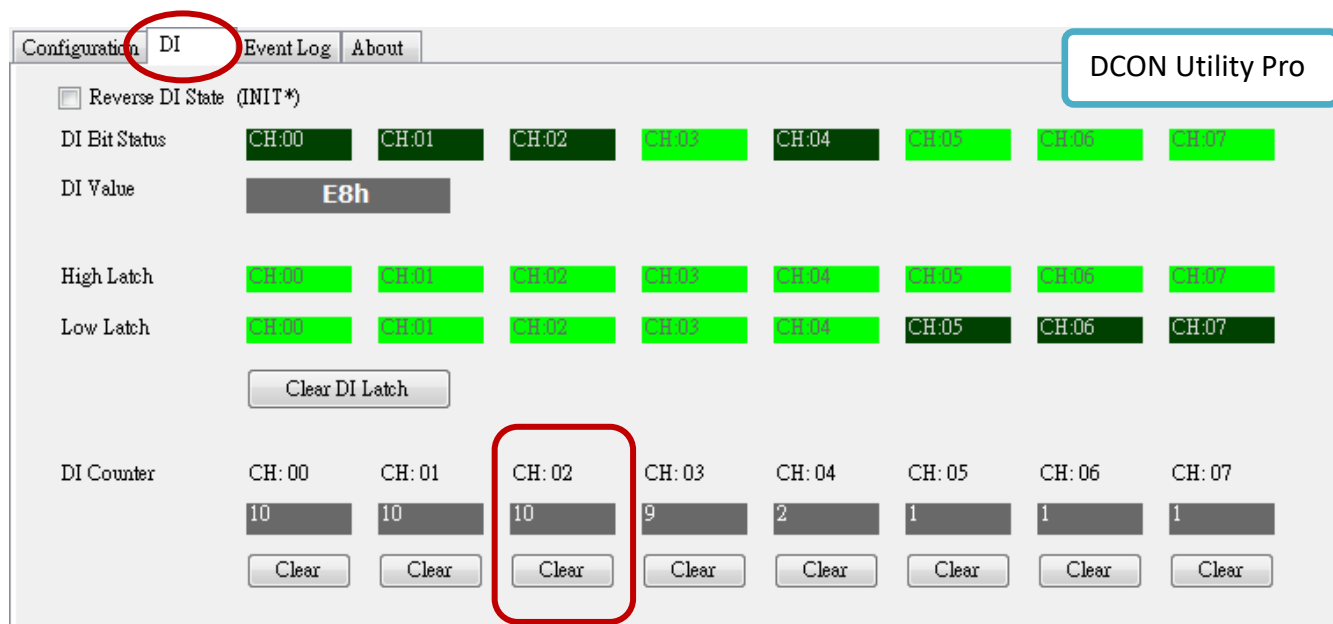 Configuration DI Event Log About
DCON Utility Pro
Reverse DI State (INIT*)
DI Bit Status CH:00 CH:01 CH:02 CH:03 CH:04 CH:05 CH:06 CH:07
DI Value E8h
High Latch CH:00 CH:01 CH:02 CH:03 CH:04 CH:05 CH:06 CH:07
Low Latch CH:00 CH:01 CH:02 CH:03 CH:04 CH:05 CH:06 CH:07
Clear DI Latch
DI Counter CH: 00 CH: 01 CH: 02 CH: 03 CH: 04 CH: 05 CH: 06 CH: 07
10 10 10 9 2 1 1 1
Clear Clear Clear Clear Clear Clear Clear Clear